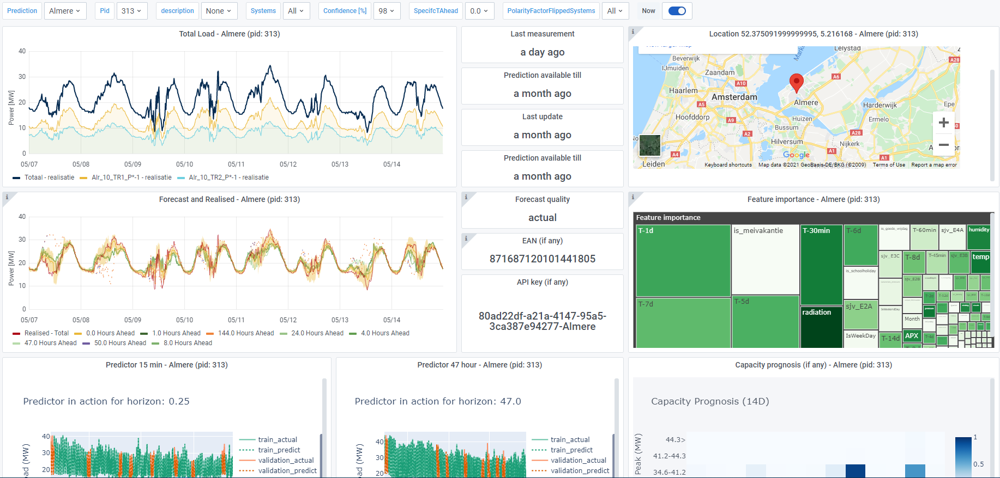 Prediction Almere Pid 313 description None Systems All Confidence [%] 98 SpecifcTAhead 0.0 PolarityFactorFlippedSystems All Now
Total Load - Almere (pid: 313)
Power [MW]
40
30
20
10
0
05/07 05/08 05/09 05/10 05/11 05/12 05/13 05/14
Totaal - realisatie Alr_10_TR1_P*-1 - realisatie Alr_10_TR2_P*-1 - realisatie
Last measurement
a day ago
Prediction available till
a month ago
Last update
a month ago
Prediction available till
a month ago
Location 52.375091999999995, 5.216168 - Almere (pid: 313)
Lelystad
Beverwijk
IJmuiden
Zaandam
A28
A6
A10
Haarlem
Amsterdam
Almere
A5
Harderwijk
Epe
Hoofddorp
A9
Huizen
Ermelo
Bussum
A2
A28
Hilversum
Nijkerk
A1
A4
Google
A1
Leiden
Keyboard shortcuts Map data ©2021 GeoBasis-DE/BKG (©2009) Terms of Use Report a map error
Forecast and Realised - Almere (pid: 313)
Power [MW]
40
30
20
10
0
05/07 05/08 05/09 05/10 05/11 05/12 05/13 05/14
Realised - Total 0.0 Hours Ahead 1.0 Hours Ahead 144.0 Hours Ahead 24.0 Hours Ahead 4.0 Hours Ahead
47.0 Hours Ahead 50.0 Hours Ahead 8.0 Hours Ahead
Forecast quality
actual
EAN (if any)
871687120101441805
API key (if any)
80ad22df-a21a-4147-95a5-
3ca387e94277-Almere
Feature importance - Almere (pid: 313)
Feature importance
T-1d is_meivakantie T-30min T-6d is_goede_vrijdag T-60min sjv_E4A humidity
sjv_E3C T-8d T-45min sjv_E3B temp
is_schoolholiday
sjv_E2B
T-7d T-5d
T-2d T-12d
radiation sjv_E2A IsWeekendDay
Month
IsWeekDay T-14d APX T-4d
Predictor 15 min - Almere (pid: 313)
Predictor in action for horizon: 0.25
40
30
20
oad (MW)
train_actual
train_predict
validation_actual
validation_predict
Predictor 47 hour - Almere (pid: 313)
Predictor in action for horizon: 47.0
40
30
20
oad (MW)
train_actual
train_predict
validation_actual
validation_predict
Capacity prognosis (if any) - Almere (pid: 313)
Capacity Prognosis (14D)
Peak (MW)
44.3>
41.2-44.3
34.6-41.2
1
0.5